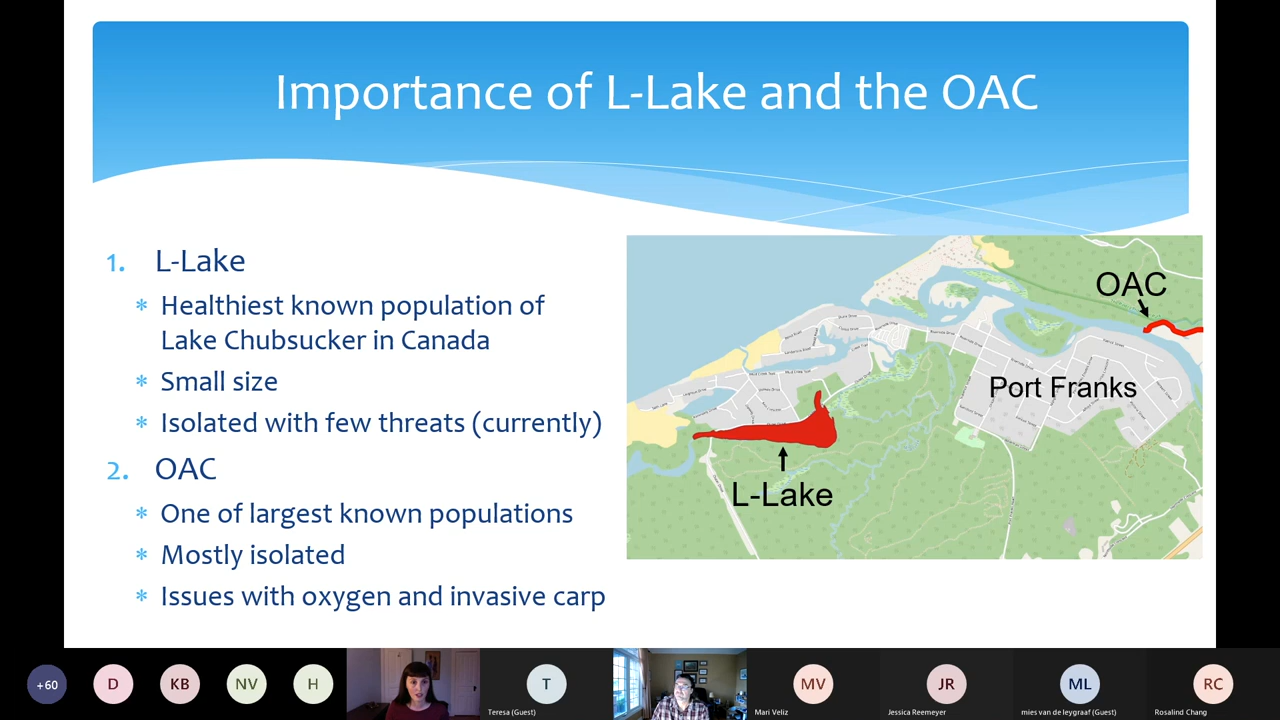 Importance of L-Lake and the OAC
1. L-Lake
* Healthiest known population of
Lake Chubsucker in Canada
* Small size
* Isolated with few threats (currently)
2. OAC
* One of largest known populations
* Mostly isolated
* Issues with oxygen and invasive carp
OAC
Port Franks
L-Lake
+60
D
KB
NV
H
T
Teresa (Guest)
MV
Mari Veliz
JR
Jessica Reemeyer
ML
mies van de leygraaf (Guest)
RC
Rosalind Chang